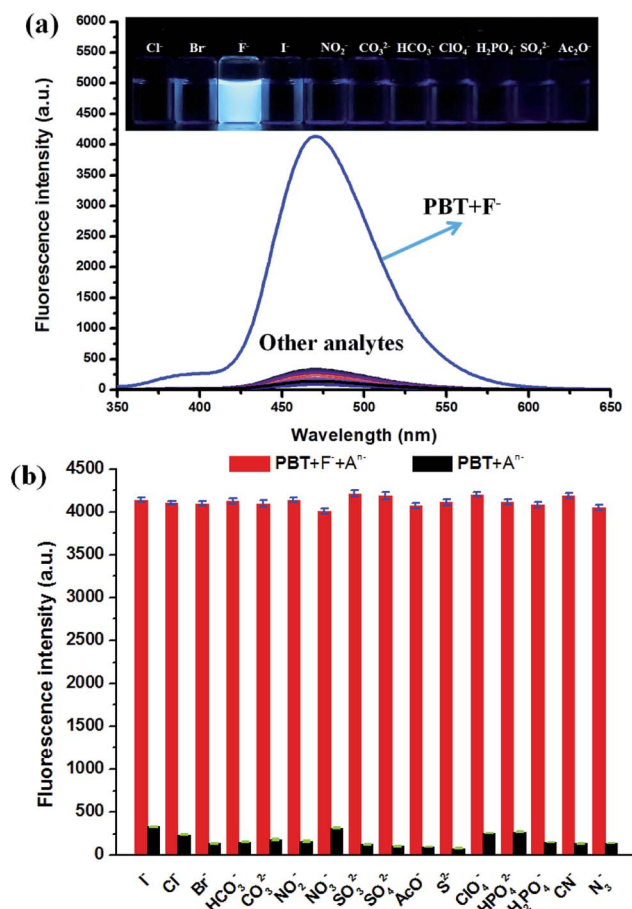 (a)
Cl⁻ Br⁻ F⁻ I⁻ NO₂⁻ CO₃²⁻ HCO₃⁻ ClO₄⁻ H₂PO₄⁻ SO₄²⁻ Ac₂O⁻
6000
5500
5000
4500
4000
3500
3000
2500
2000
1500
1000
500
0
Fluorescence intensity (a.u.)
PBT+F⁻
Other analytes
350 400 450 500 550 600 650
Wavelength (nm)
(b)
PBT+F⁻+Aⁿ⁻ PBT+Aⁿ⁻
4500
4000
3500
3000
2500
2000
1500
1000
500
0
Fluorescence intensity (a.u.)
I⁻ Cl⁻ Br⁻ HCO₃⁻ CO₃²⁻ NO₂⁻ NO₃⁻ SO₃²⁻ SO₄²⁻ AcO⁻ S²⁻ ClO₄⁻ HPO₄²⁻ H₂PO₄⁻ CN⁻ N₃⁻